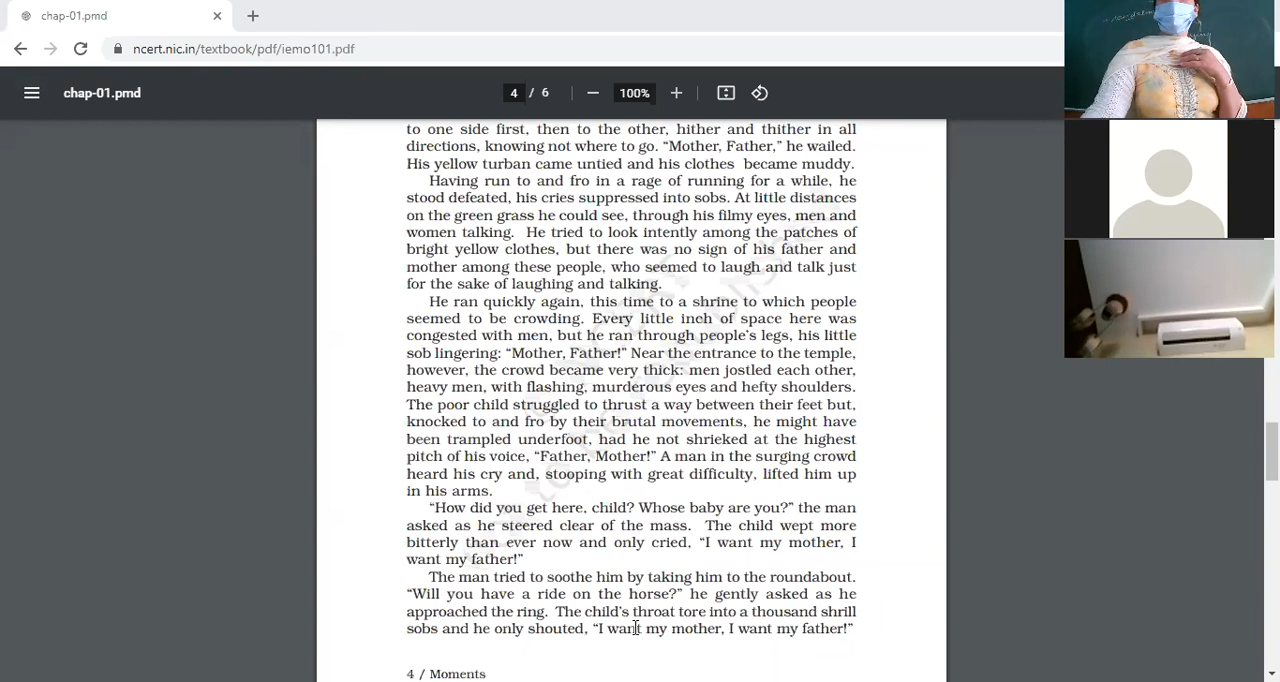 chap-01.pmd
ncert.nic.in/textbook/pdf/iemo101.pdf
chap-01.pmd
4 / 6
100%
to one side first, then to the other, hither and thither in all
directions, knowing not where to go. “Mother, Father,” he wailed.
His yellow turban came untied and his clothes became muddy.
Having run to and fro in a rage of running for a while, he
stood defeated, his cries suppressed into sobs. At little distances
on the green grass he could see, through his filmy eyes, men and
women talking. He tried to look intently among the patches of
bright yellow clothes, but there was no sign of his father and
mother among these people, who seemed to laugh and talk just
for the sake of laughing and talking.
He ran quickly again, this time to a shrine to which people
seemed to be crowding. Every little inch of space here was
congested with men, but he ran through people’s legs, his little
sob lingering: “Mother, Father!” Near the entrance to the temple,
however, the crowd became very thick: men jostled each other,
heavy men, with flashing, murderous eyes and hefty shoulders.
The poor child struggled to thrust a way between their feet but,
knocked to and fro by their brutal movements, he might have
been trampled underfoot, had he not shrieked at the highest
pitch of his voice, “Father, Mother!” A man in the surging crowd
heard his cry and, stooping with great difficulty, lifted him up
in his arms.
“How did you get here, child? Whose baby are you?” the man
asked as he steered clear of the mass. The child wept more
bitterly than ever now and only cried, “I want my mother, I
want my father!”
The man tried to soothe him by taking him to the roundabout.
“Will you have a ride on the horse?” he gently asked as he
approached the ring. The child’s throat tore into a thousand shrill
sobs and he only shouted, “I want my mother, I want my father!”
4 / Moments